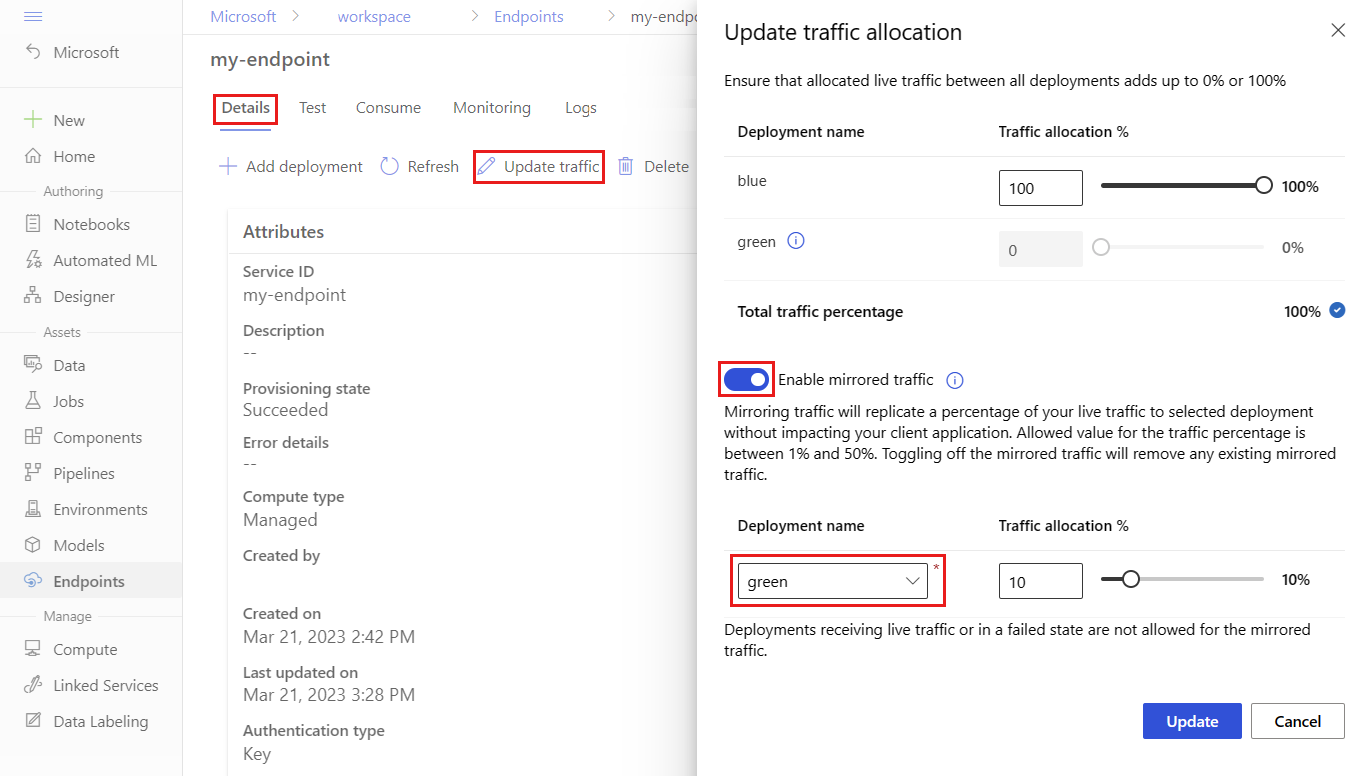 Microsoft
New
Home
Authoring
Notebooks
Automated ML
Designer
Assets
Data
Jobs
Components
Pipelines
Environments
Models
Endpoints
Manage
Compute
Linked Services
Data Labeling
Microsoft > workspace > Endpoints > my-endpo
my-endpoint
Details Test Consume Monitoring Logs
Add deployment Refresh Update traffic Delete
Attributes
Service ID
my-endpoint
Description
--
Provisioning state
Succeeded
Error details
--
Compute type
Managed
Created by
Created on
Mar 21, 2023 2:42 PM
Last updated on
Mar 21, 2023 3:28 PM
Authentication type
Key
Update traffic allocation
Ensure that allocated live traffic between all deployments adds up to 0% or 100%
Deployment name Traffic allocation %
blue 100 100%
green 0 0%
Total traffic percentage 100%
Enable mirrored traffic
Mirroring traffic will replicate a percentage of your live traffic to selected deployment
without impacting your client application. Allowed value for the traffic percentage is
between 1% and 50%. Toggling off the mirrored traffic will remove any existing mirrored
traffic.
Deployment name Traffic allocation %
green * 10 10%
Deployments receiving live traffic or in a failed state are not allowed for the mirrored
traffic.
Update Cancel